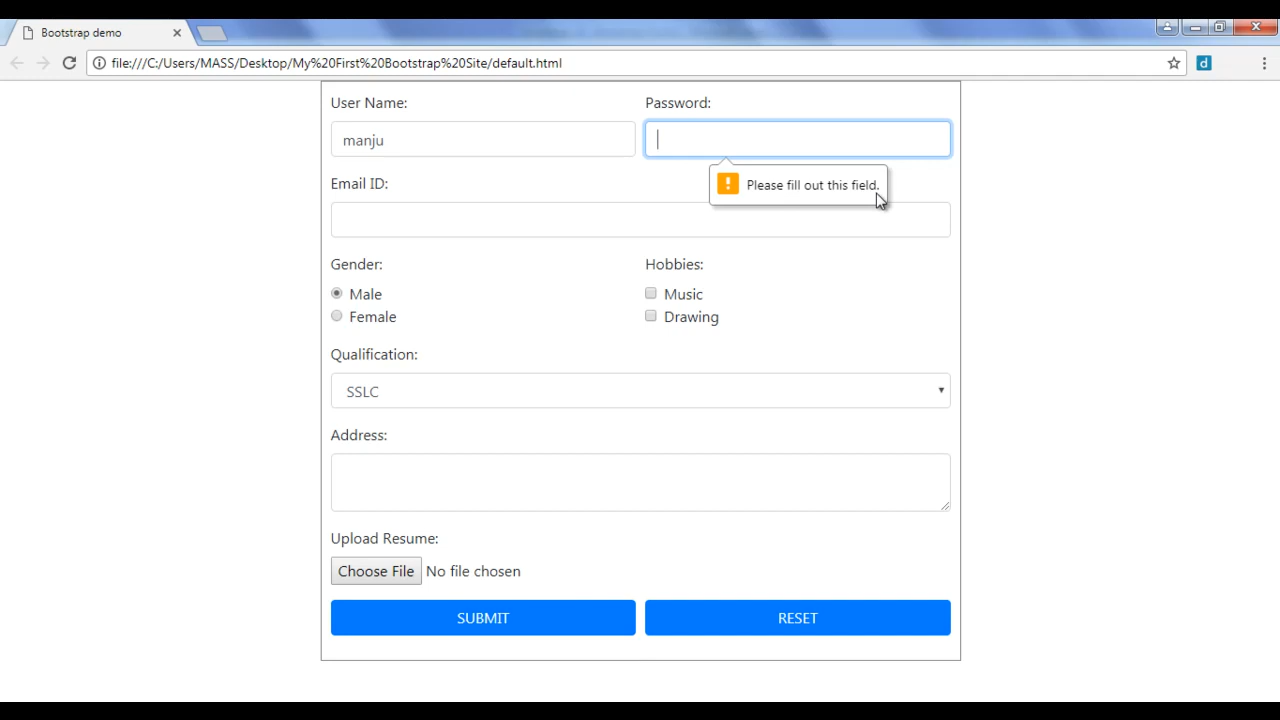 Bootstrap demo
file:///C:/Users/MASS/Desktop/My%20First%20Bootstrap%20Site/default.html
d
User Name:
Password:
manju
Please fill out this field.
Email ID:
Gender:
Hobbies:
Male
Music
Female
Drawing
Qualification:
SSLC
Address:
Upload Resume:
Choose File No file chosen
SUBMIT
RESET